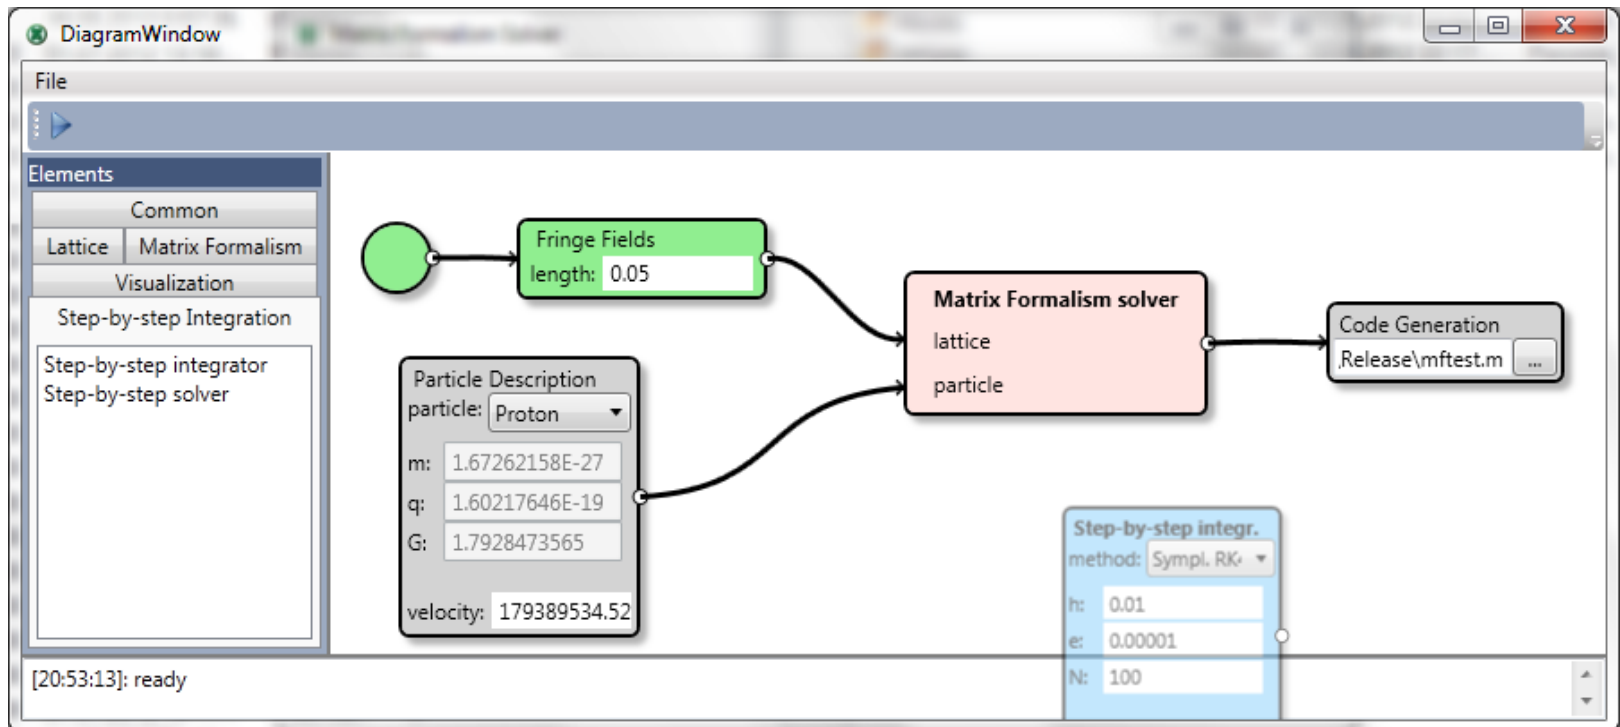 DiagramWindow
File
Elements
Common
Lattice Matrix Formalism
Visualization
Step-by-step Integration
Step-by-step integrator
Step-by-step solver
Fringe Fields
length: 0.05
Particle Description
particle: Proton
m: 1.67262158E-27
q: 1.60217646E-19
G: 1.7928473565
velocity: 179389534.52
Matrix Formalism solver
lattice
particle
Code Generation
Release\mftest.m ...
Step-by-step integr.
method: Sympl. RK
h: 0.01
e: 0.00001
N: 100
[20:53:13]: ready